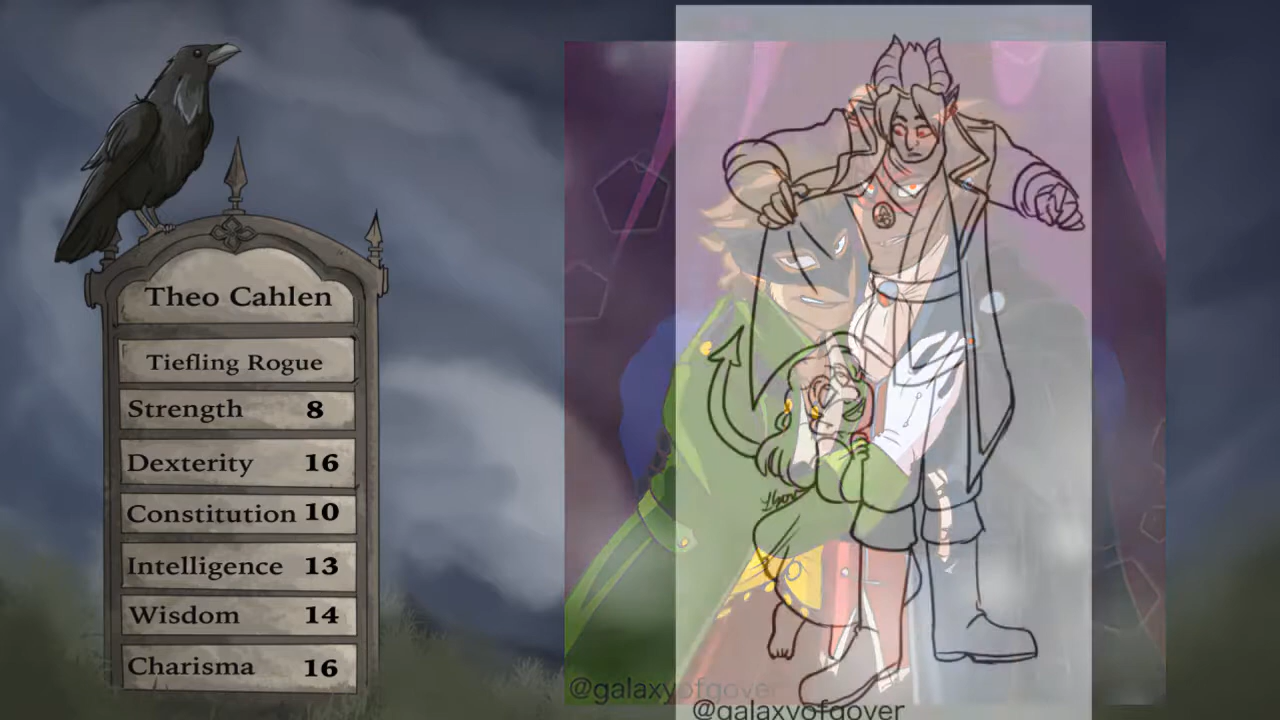 Theo Cahlen
Tiefling Rogue
Strength 8
Dexterity 16
Constitution 10
Intelligence 13
Wisdom 14
Charisma 16
@galaxyofgover
@galaxyofgover